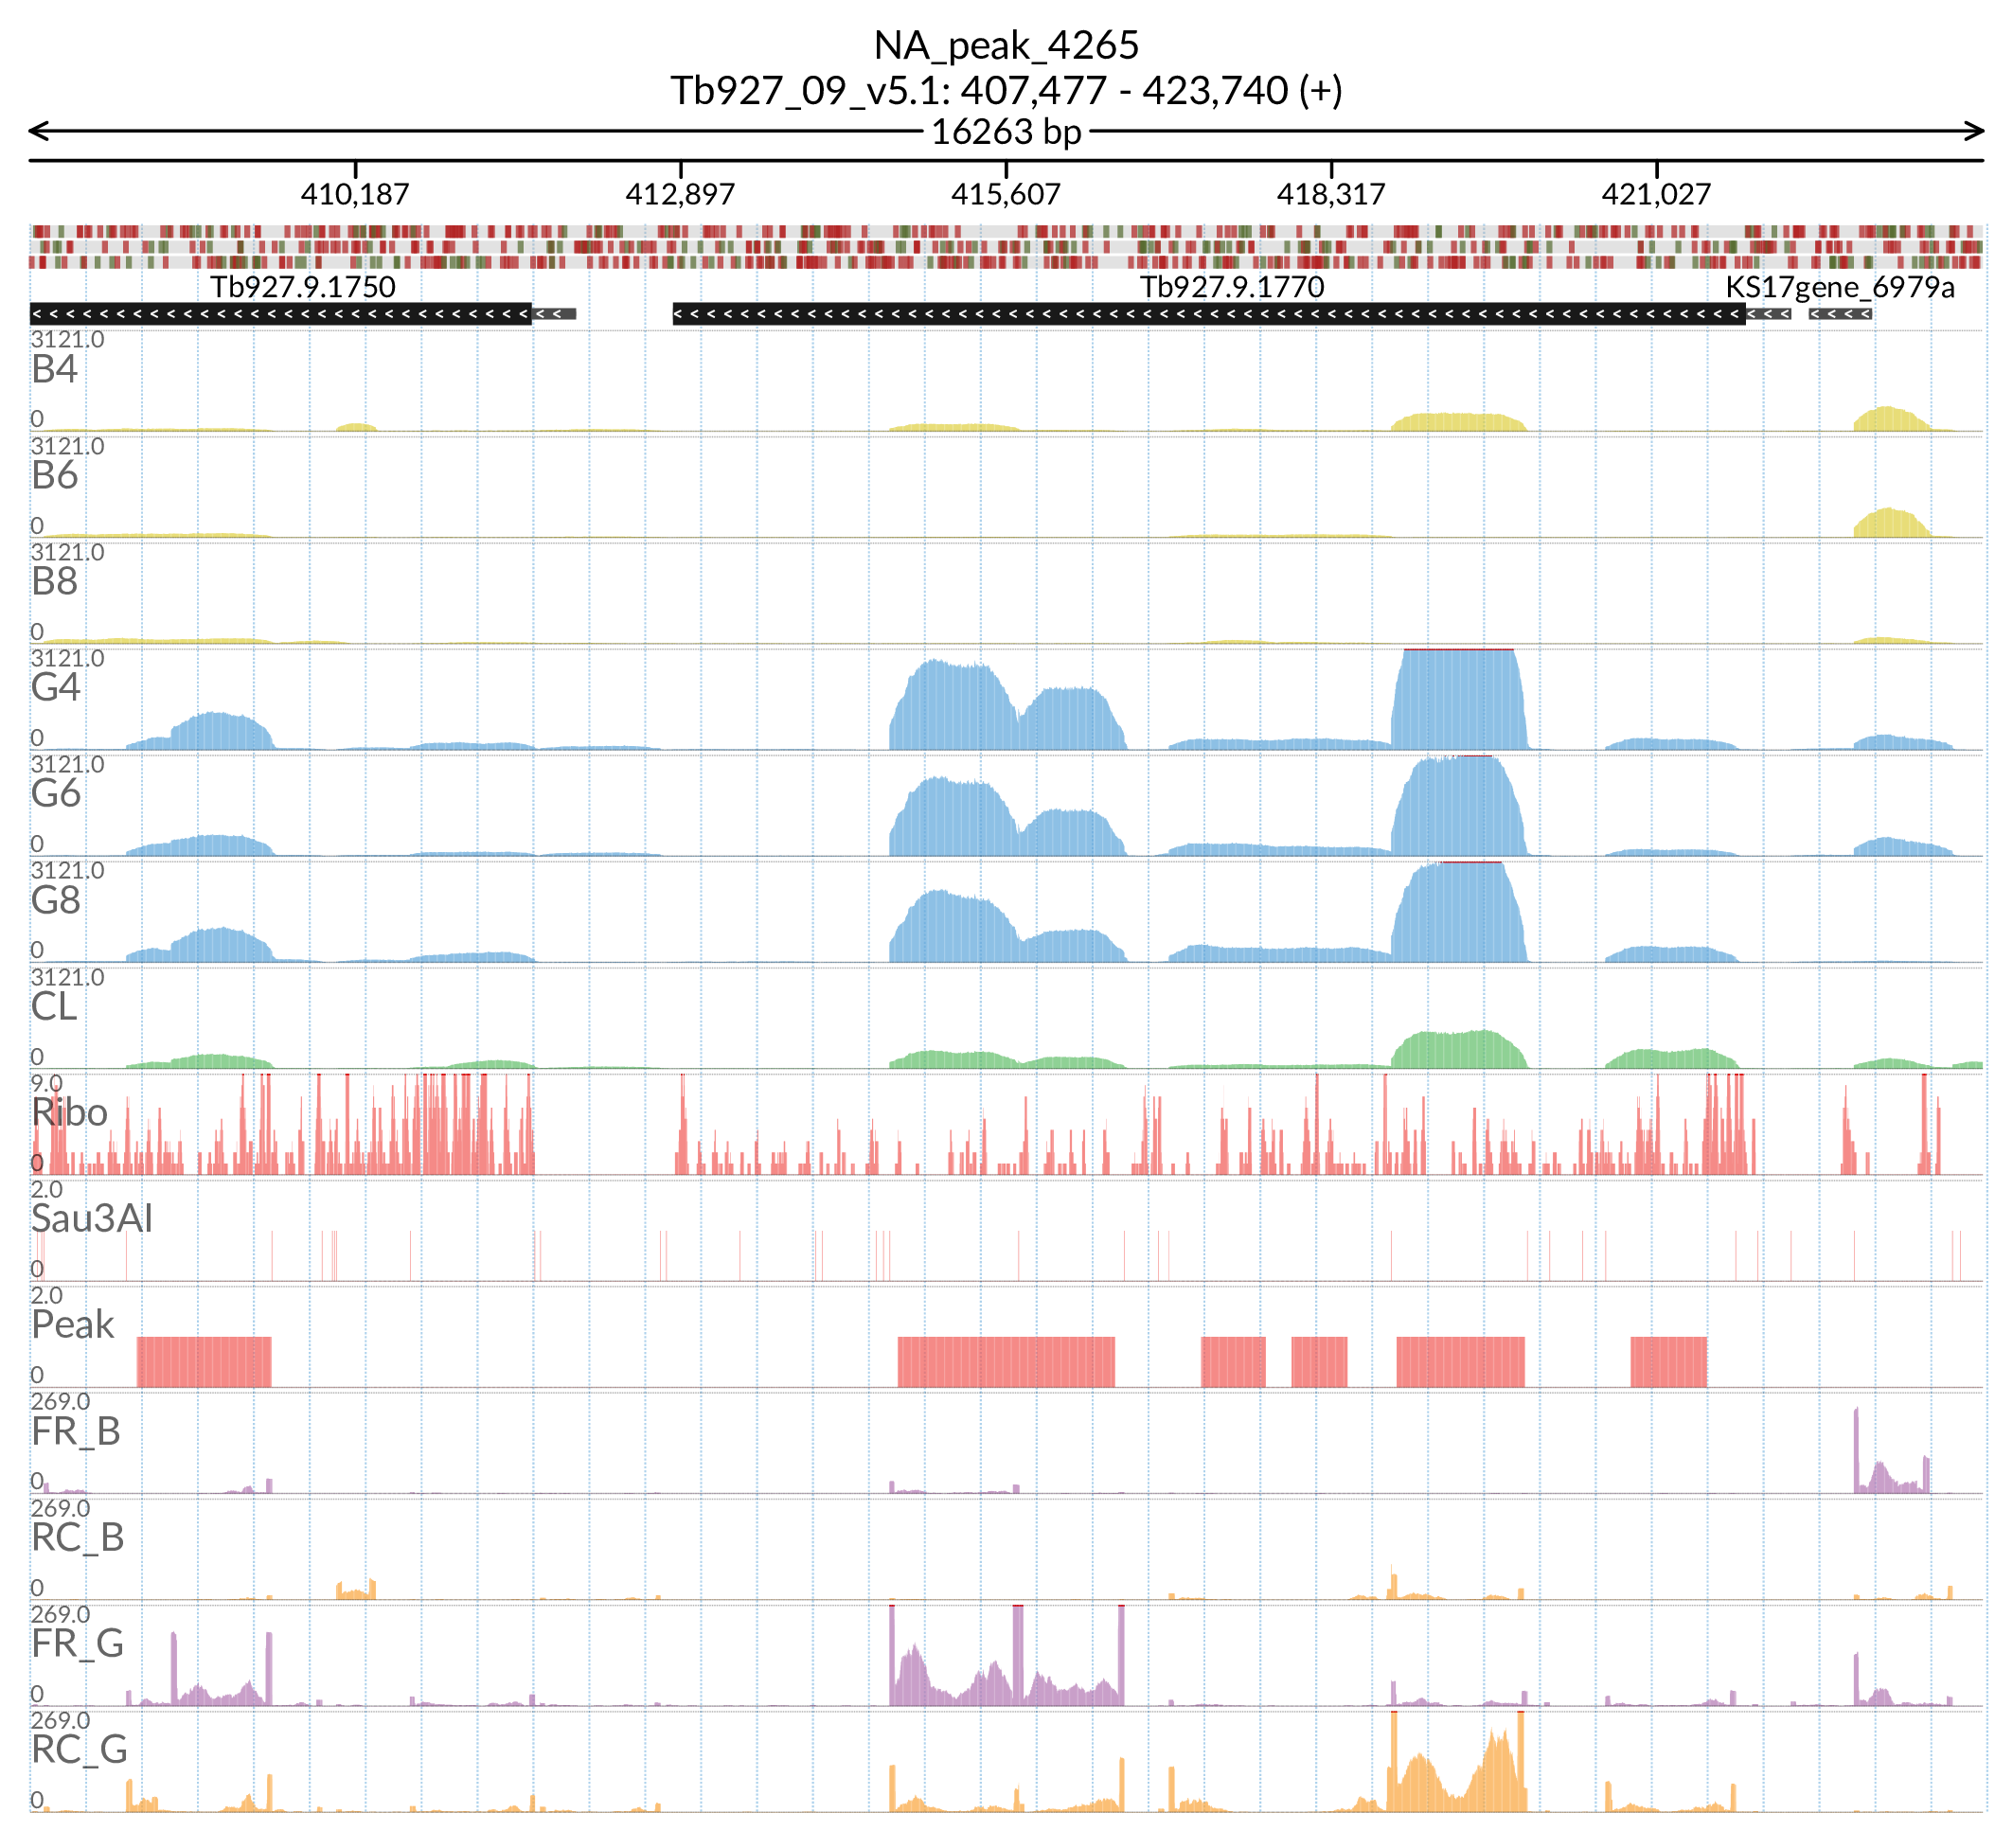 NA_peak_4265
Tb927_09_v5.1: 407,477 - 423,740 (+)
16263 bp
410,187 412,897 415,607 418,317 421,027
Tb927.9.1750 Tb927.9.1770 KS17gene_6979a
3121.0
B4
0
3121.0
B6
0
3121.0
B8
0
3121.0
G4
0
3121.0
G6
0
3121.0
G8
0
3121.0
CL
0
9.0
Ribo
0
2.0
Sau3AI
0
2.0
Peak
0
269.0
FR_B
0
269.0
RC_B
0
269.0
FR_G
0
269.0
RC_G
0